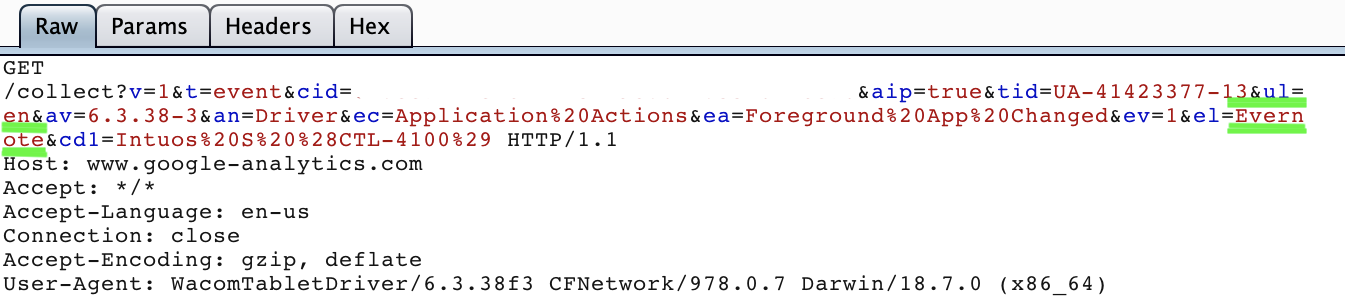 Raw Params Headers Hex
GET
/collect?v=1&t=event&cid= &aip=true&tid=UA-41423377-13&ul=
en&av=6.3.38-3&an=Driver&ec=Application%20Actions&ea=Foreground%20App%20Changed&ev=1&el=Evern
ote&cd1=Intuos%20S%20%28CTL-4100%29 HTTP/1.1
Host: www.google-analytics.com
Accept: */*
Accept-Language: en-us
Connection: close
Accept-Encoding: gzip, deflate
User-Agent: WacomTabletDriver/6.3.38f3 CFNetwork/978.0.7 Darwin/18.7.0 (x86_64)